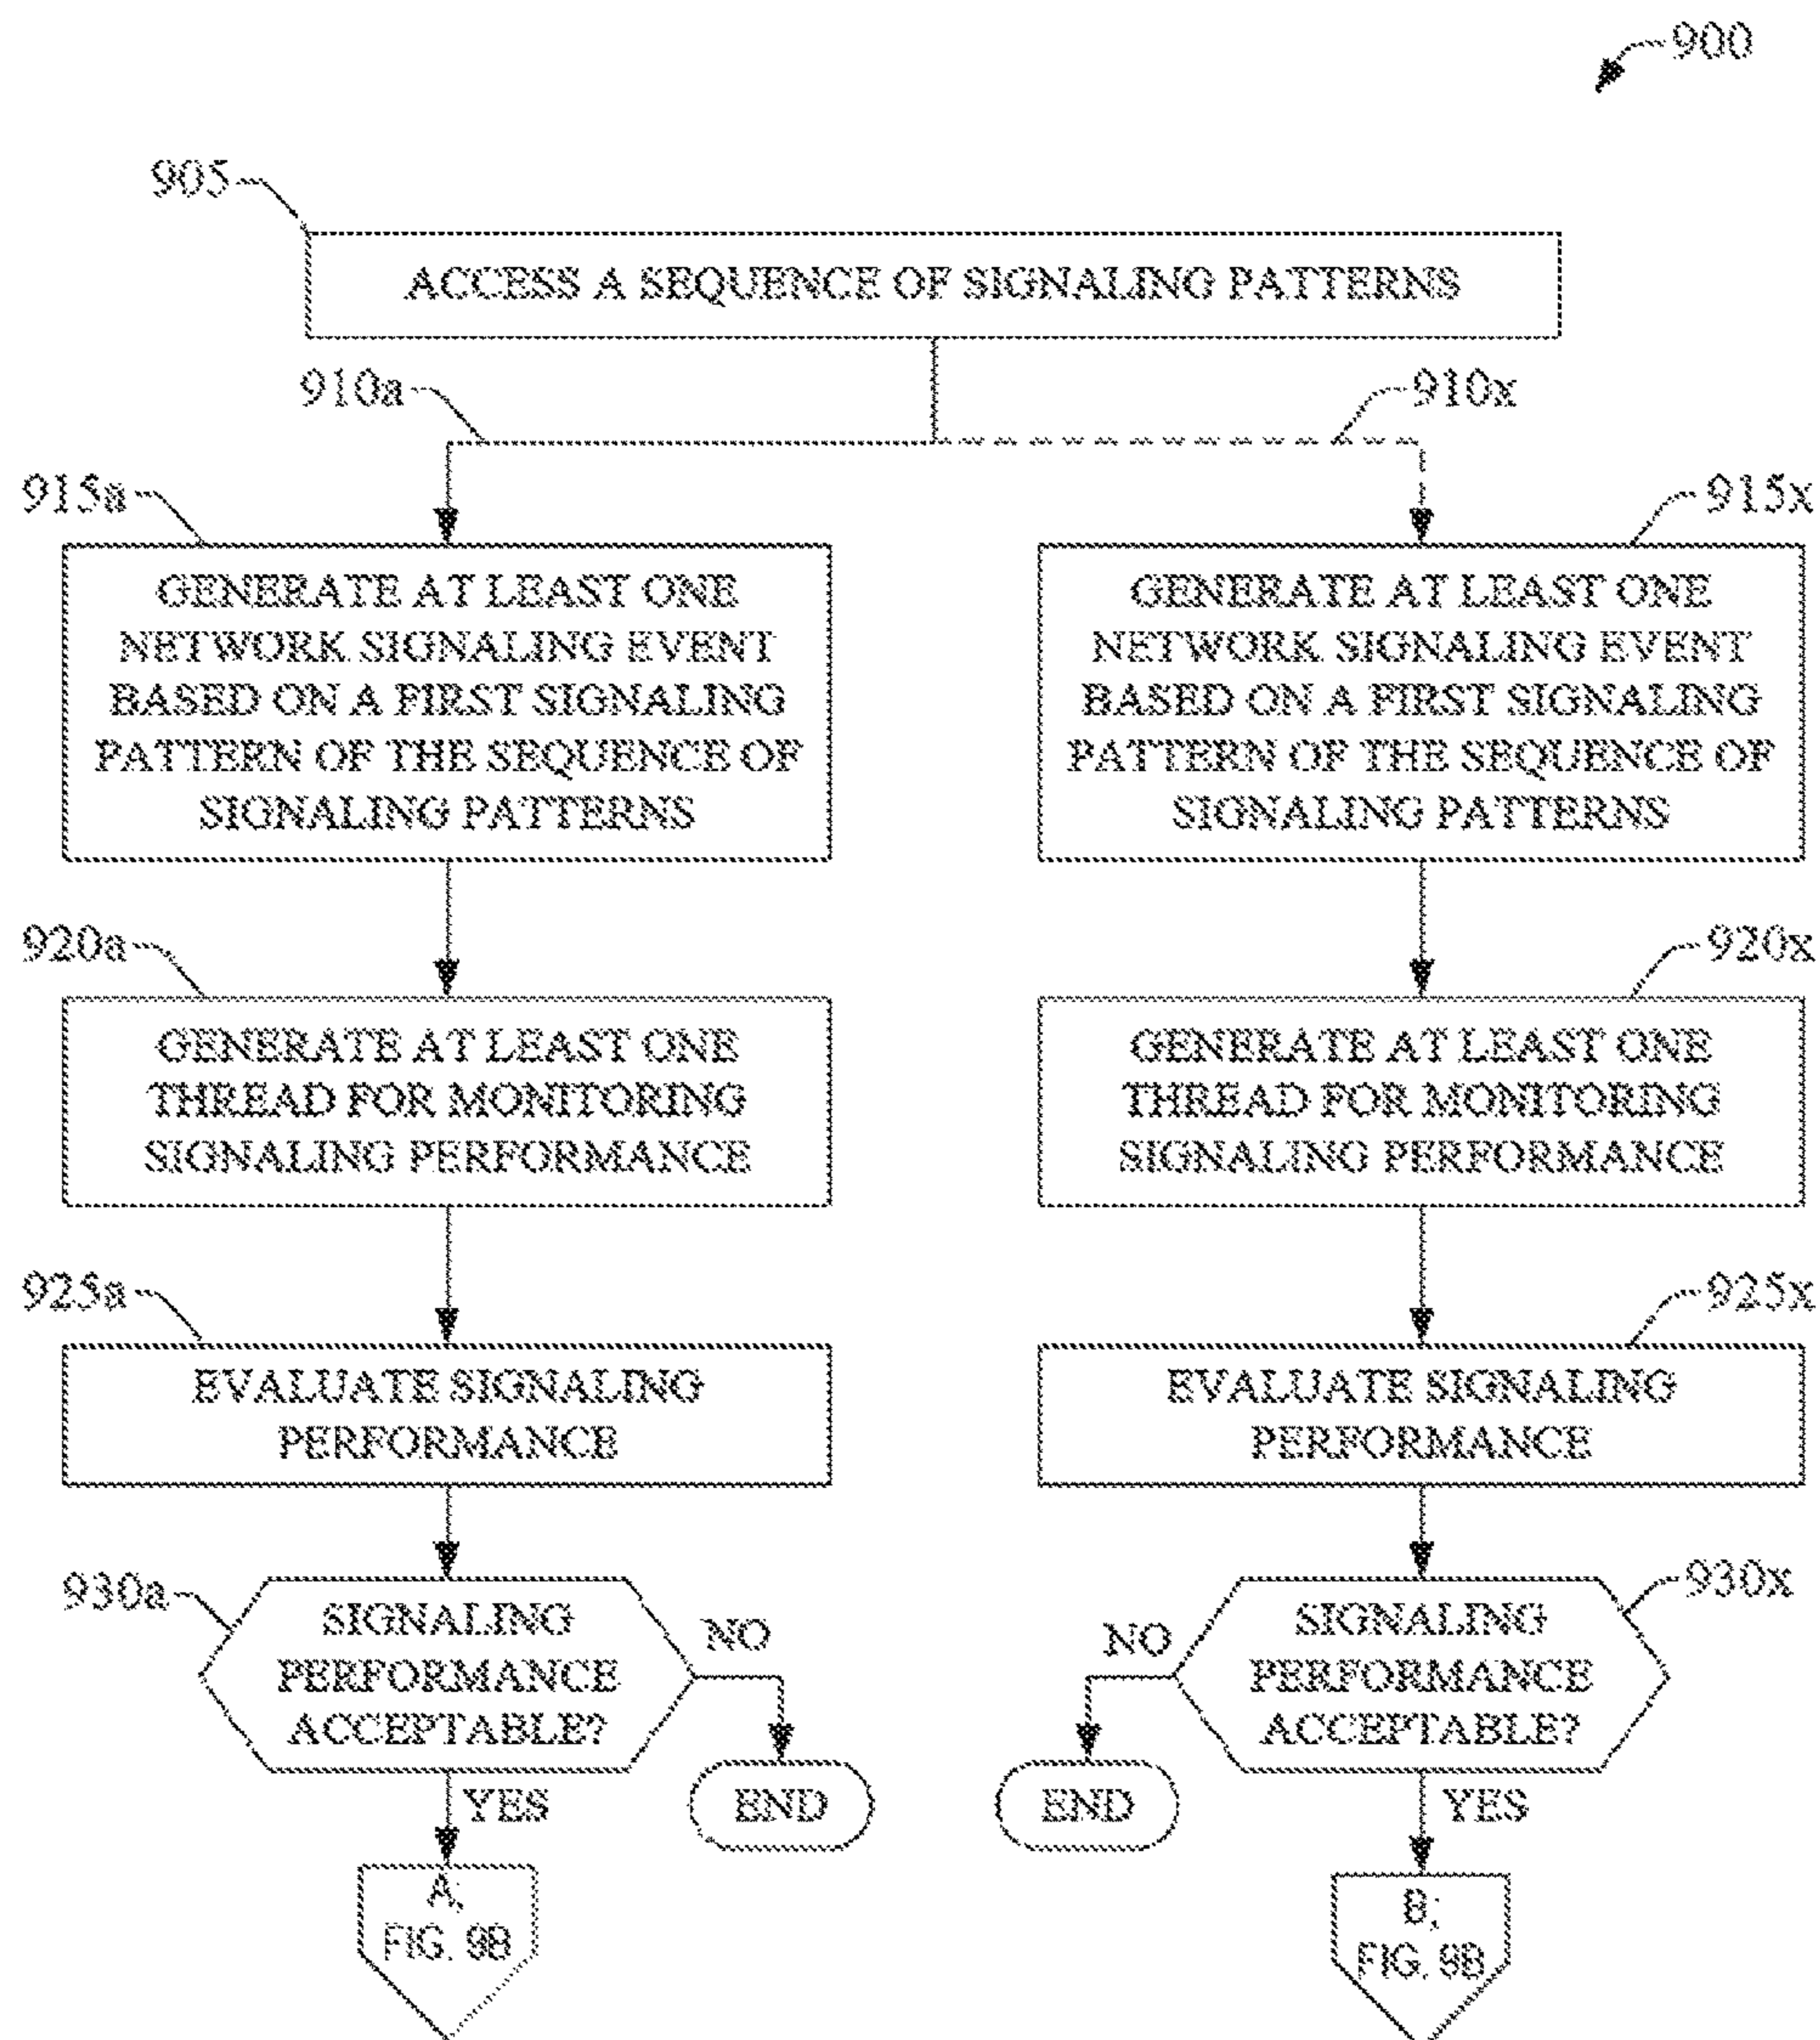 900
905
ACCESS A SEQUENCE OF SIGNALING PATTERNS
910a
910x
915a
915x
GENERATE AT LEAST ONE
NETWORK SIGNALING EVENT
BASED ON A FIRST SIGNALING
PATTERN OF THE SEQUENCE OF
SIGNALING PATTERNS
GENERATE AT LEAST ONE
NETWORK SIGNALING EVENT
BASED ON A FIRST SIGNALING
PATTERN OF THE SEQUENCE OF
SIGNALING PATTERNS
920a
920x
GENERATE AT LEAST ONE
THREAD FOR MONITORING
SIGNALING PERFORMANCE
GENERATE AT LEAST ONE
THREAD FOR MONITORING
SIGNALING PERFORMANCE
925a
925x
EVALUATE SIGNALING
PERFORMANCE
EVALUATE SIGNALING
PERFORMANCE
930a
930x
SIGNALING
PERFORMANCE
ACCEPTABLE?
NO
NO
SIGNALING
PERFORMANCE
ACCEPTABLE?
YES
END
END
YES
A;
FIG. 9B
B;
FIG. 9B